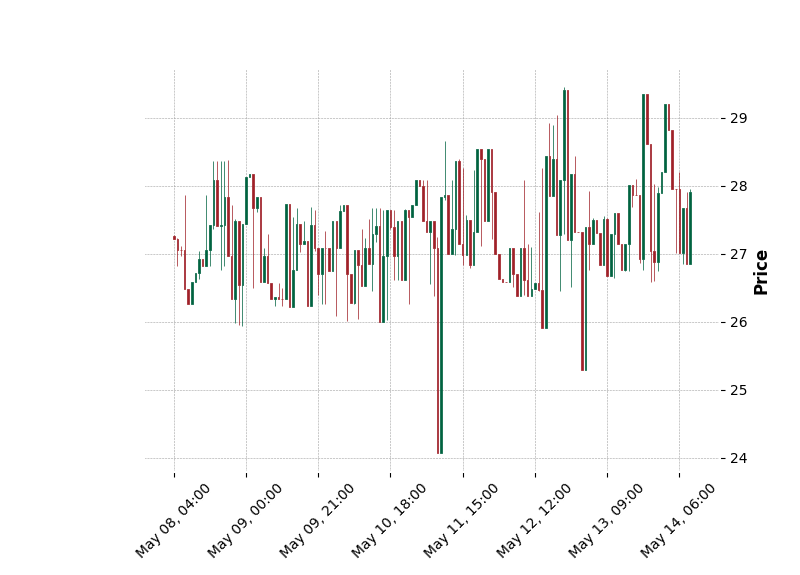 29
28
27
26
25
24
Price
May 08, 04:00
May 09, 00:00
May 09, 21:00
May 10, 18:00
May 11, 15:00
May 12, 12:00
May 13, 09:00
May 14, 06:00